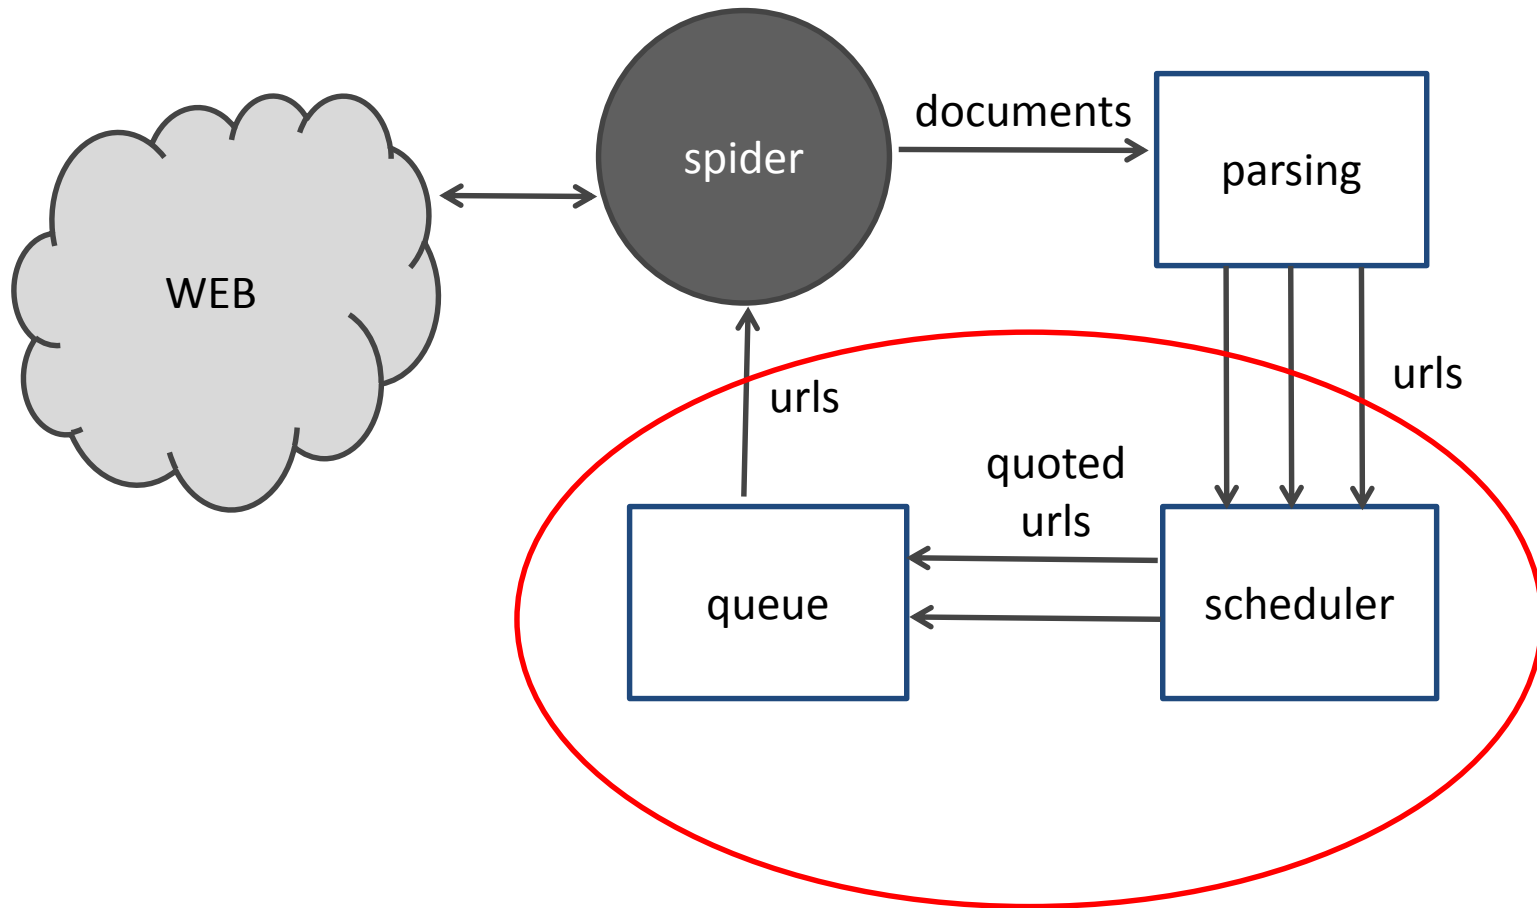 documents
spider
parsing
WEB
urls
urls
quoted
urls
queue
scheduler